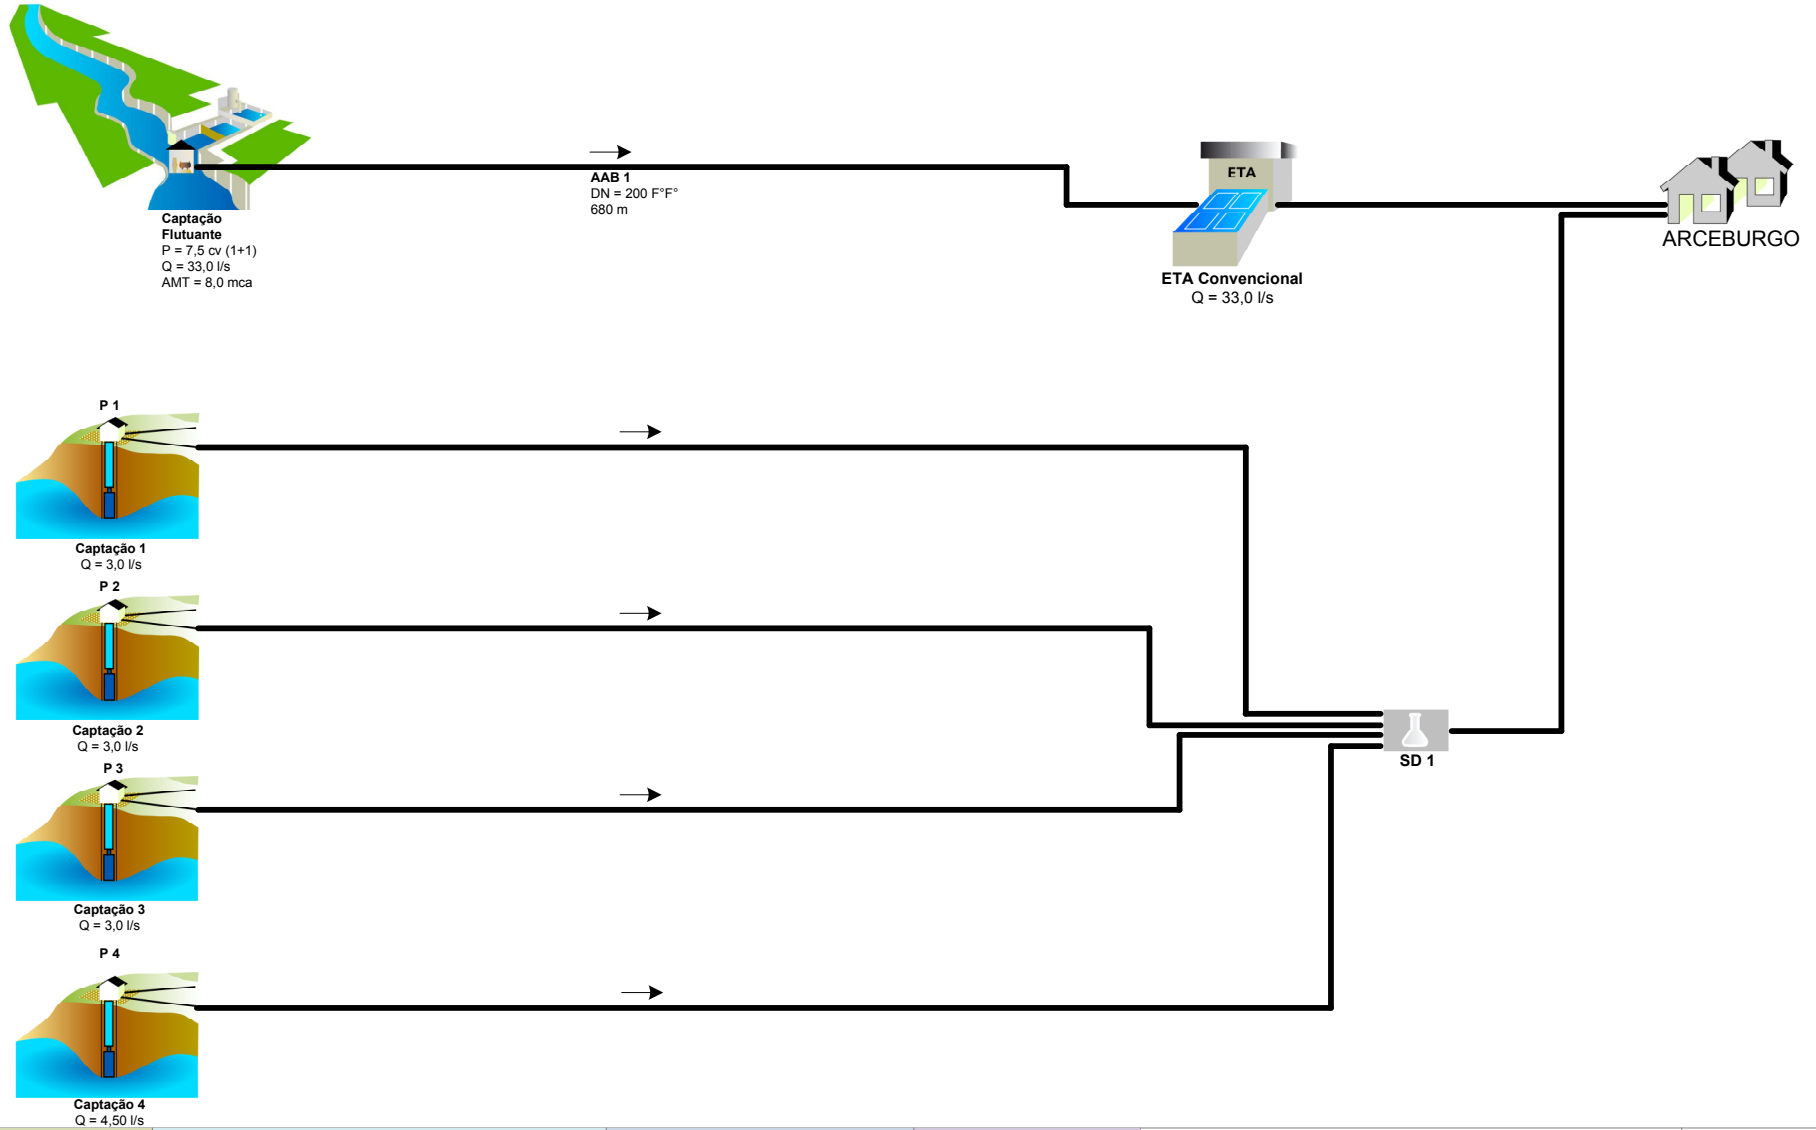 Captação
Flutuante
P = 7,5 cv (1+1)
Q = 33,0 l/s
AMT = 8,0 mca
AAB 1
DN = 200 F°F°
680 m
ETA
ETA Convencional
Q = 33,0 l/s
ARCEBURGO
P 1
Captação 1
Q = 3,0 l/s
P 2
Captação 2
Q = 3,0 l/s
P 3
Captação 3
Q = 3,0 l/s
P 4
Captação 4
Q = 4,50 l/s
SD 1